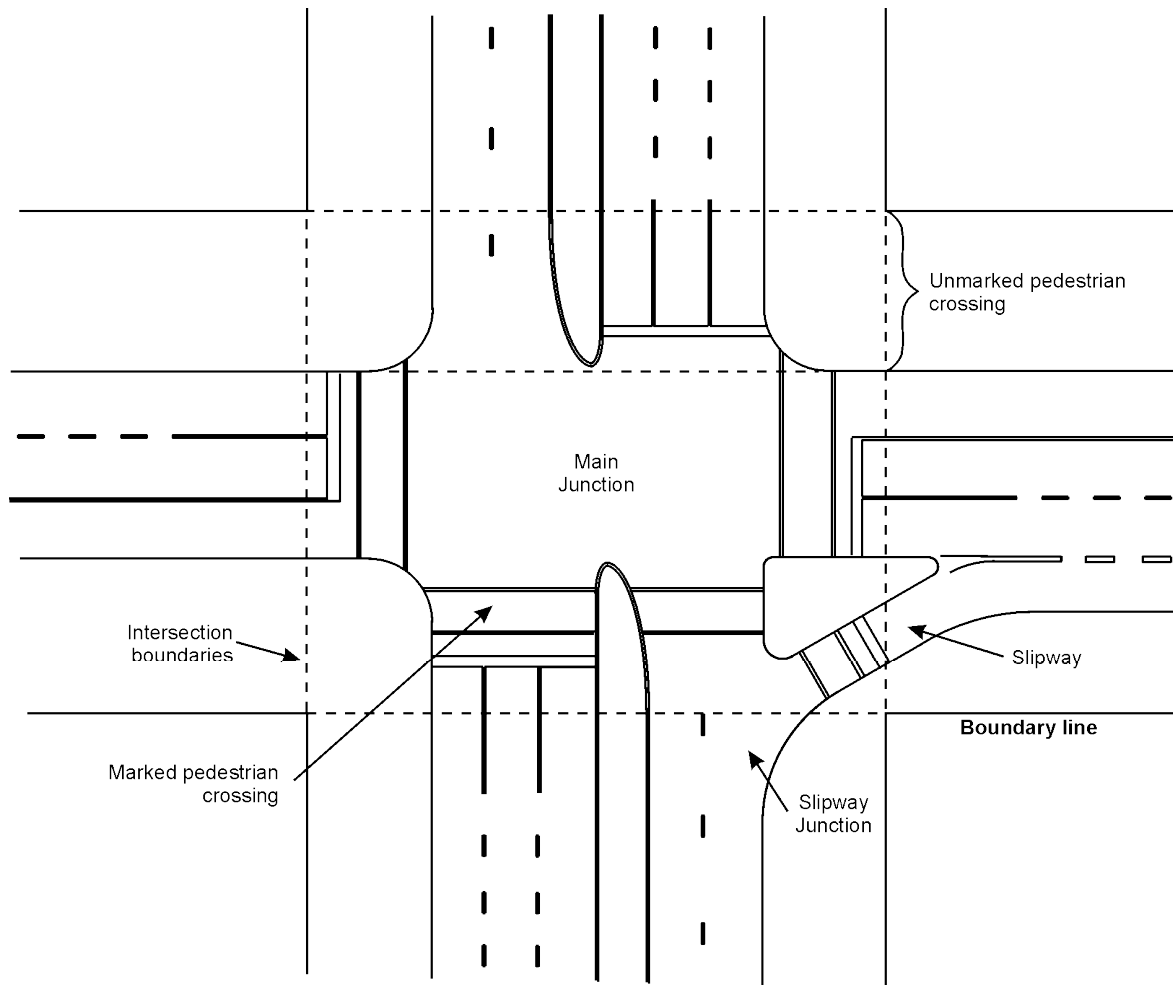 Unmarked pedestrian
crossing
Main
Junction
Intersection
boundaries
Slipway
Boundary line
Marked pedestrian
crossing
Slipway
Junction